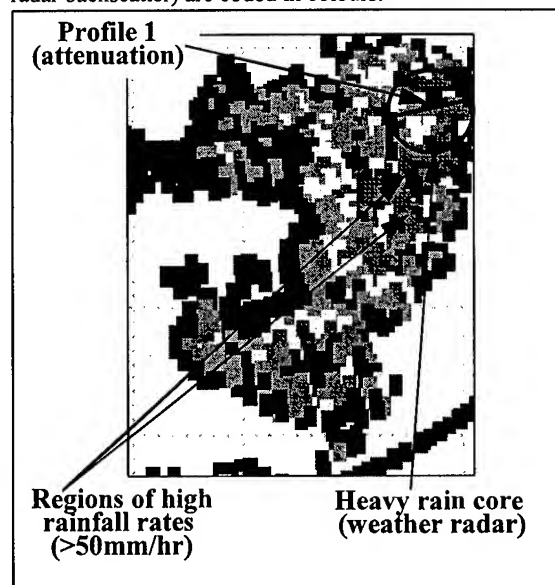 radar backscatter) are coded in colours.
Profile 1
(attenuation)
Regions of high
rainfall rates
(>50mm/hr)
Heavy rain core
(weather radar)